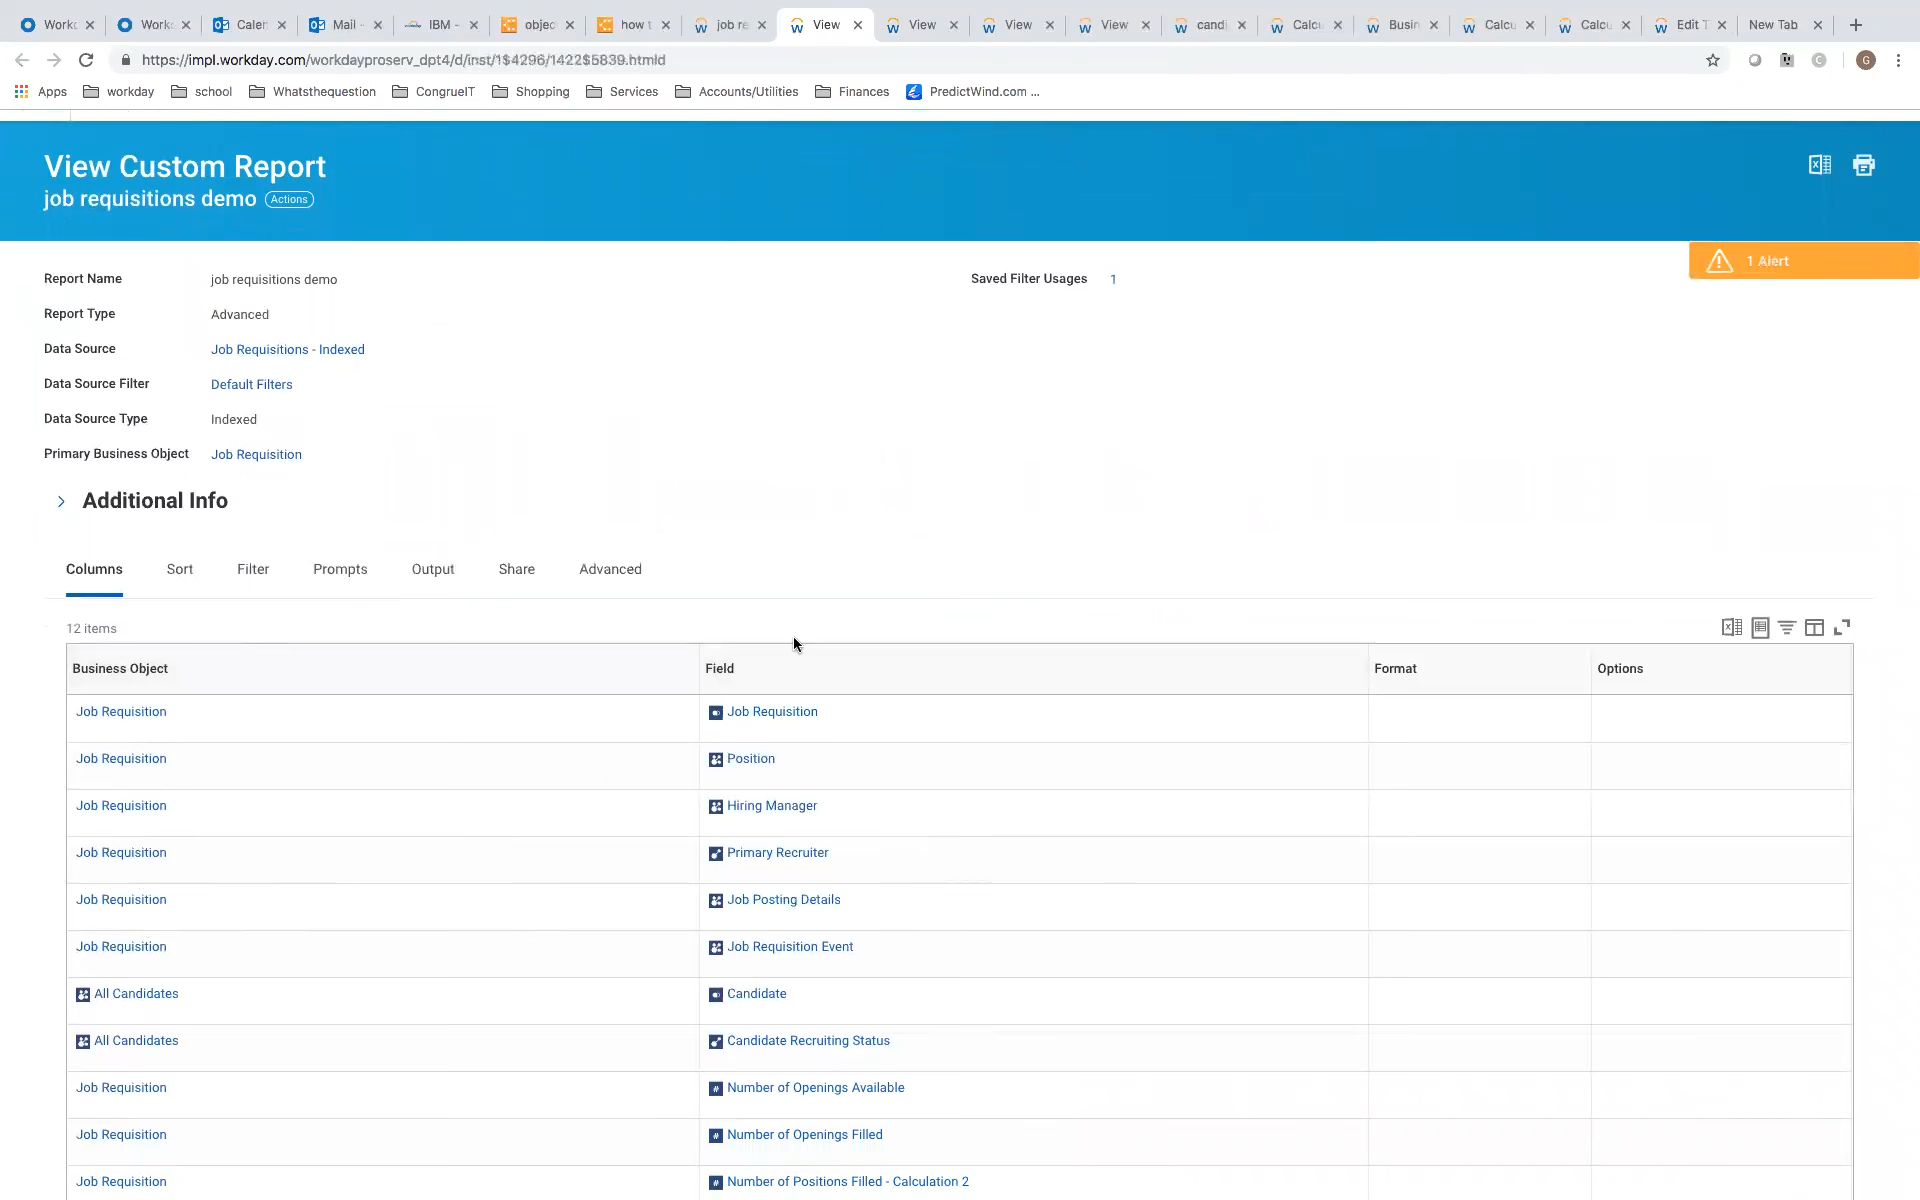 Work
Work
Calen
Mail -
IBM -
objec
how t
job re
View
View
View
View
candi
Calcu
Busin
Calcu
Calcu
Edit T
New Tab
https://impl.workday.com/workdayproserv_dpt4/d/inst/1$4296/1422$5839.htmld
G
Apps
workday
school
Whatsthequestion
CongrueIT
Shopping
Services
Accounts/Utilities
Finances
PredictWind.com ...
View Custom Report
job requisitions demo Actions
1 Alert
Report Name job requisitions demo
Saved Filter Usages 1
Report Type Advanced
Data Source Job Requisitions - Indexed
Data Source Filter Default Filters
Data Source Type Indexed
Primary Business Object Job Requisition
Additional Info
Columns Sort Filter Prompts Output Share Advanced
12 items
Business Object Field Format Options
Job Requisition Job Requisition
Job Requisition Position
Job Requisition Hiring Manager
Job Requisition Primary Recruiter
Job Requisition Job Posting Details
Job Requisition Job Requisition Event
All Candidates Candidate
All Candidates Candidate Recruiting Status
Job Requisition # Number of Openings Available
Job Requisition # Number of Openings Filled
Job Requisition # Number of Positions Filled - Calculation 2